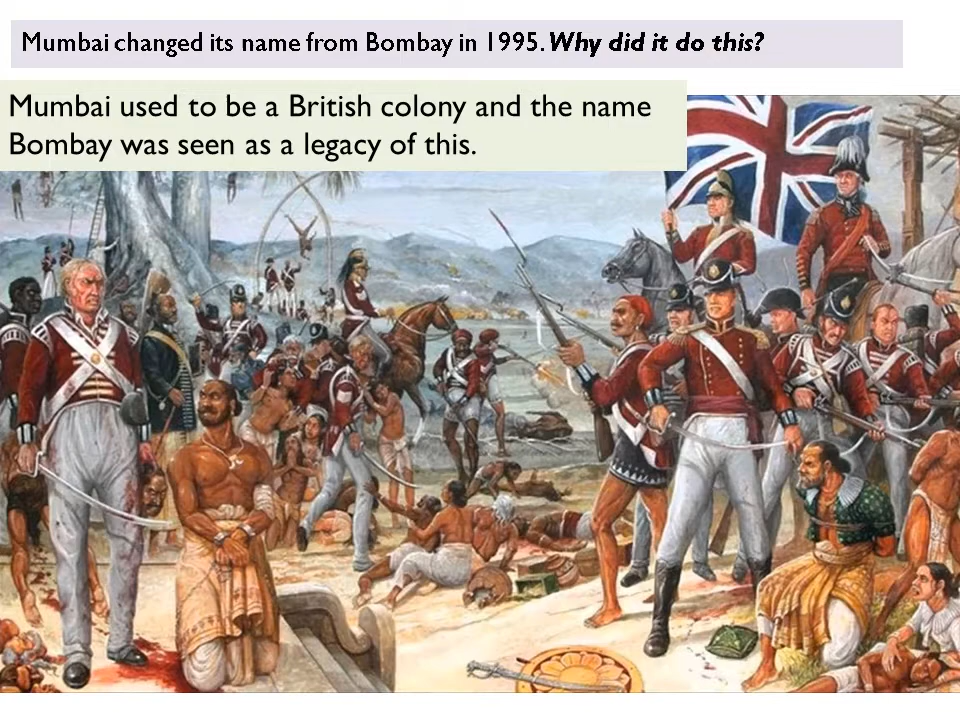 Mumbai changed its name from Bombay in 1995. Why did it do this?
Mumbai used to be a British colony and the name
Bombay was seen as a legacy of this.